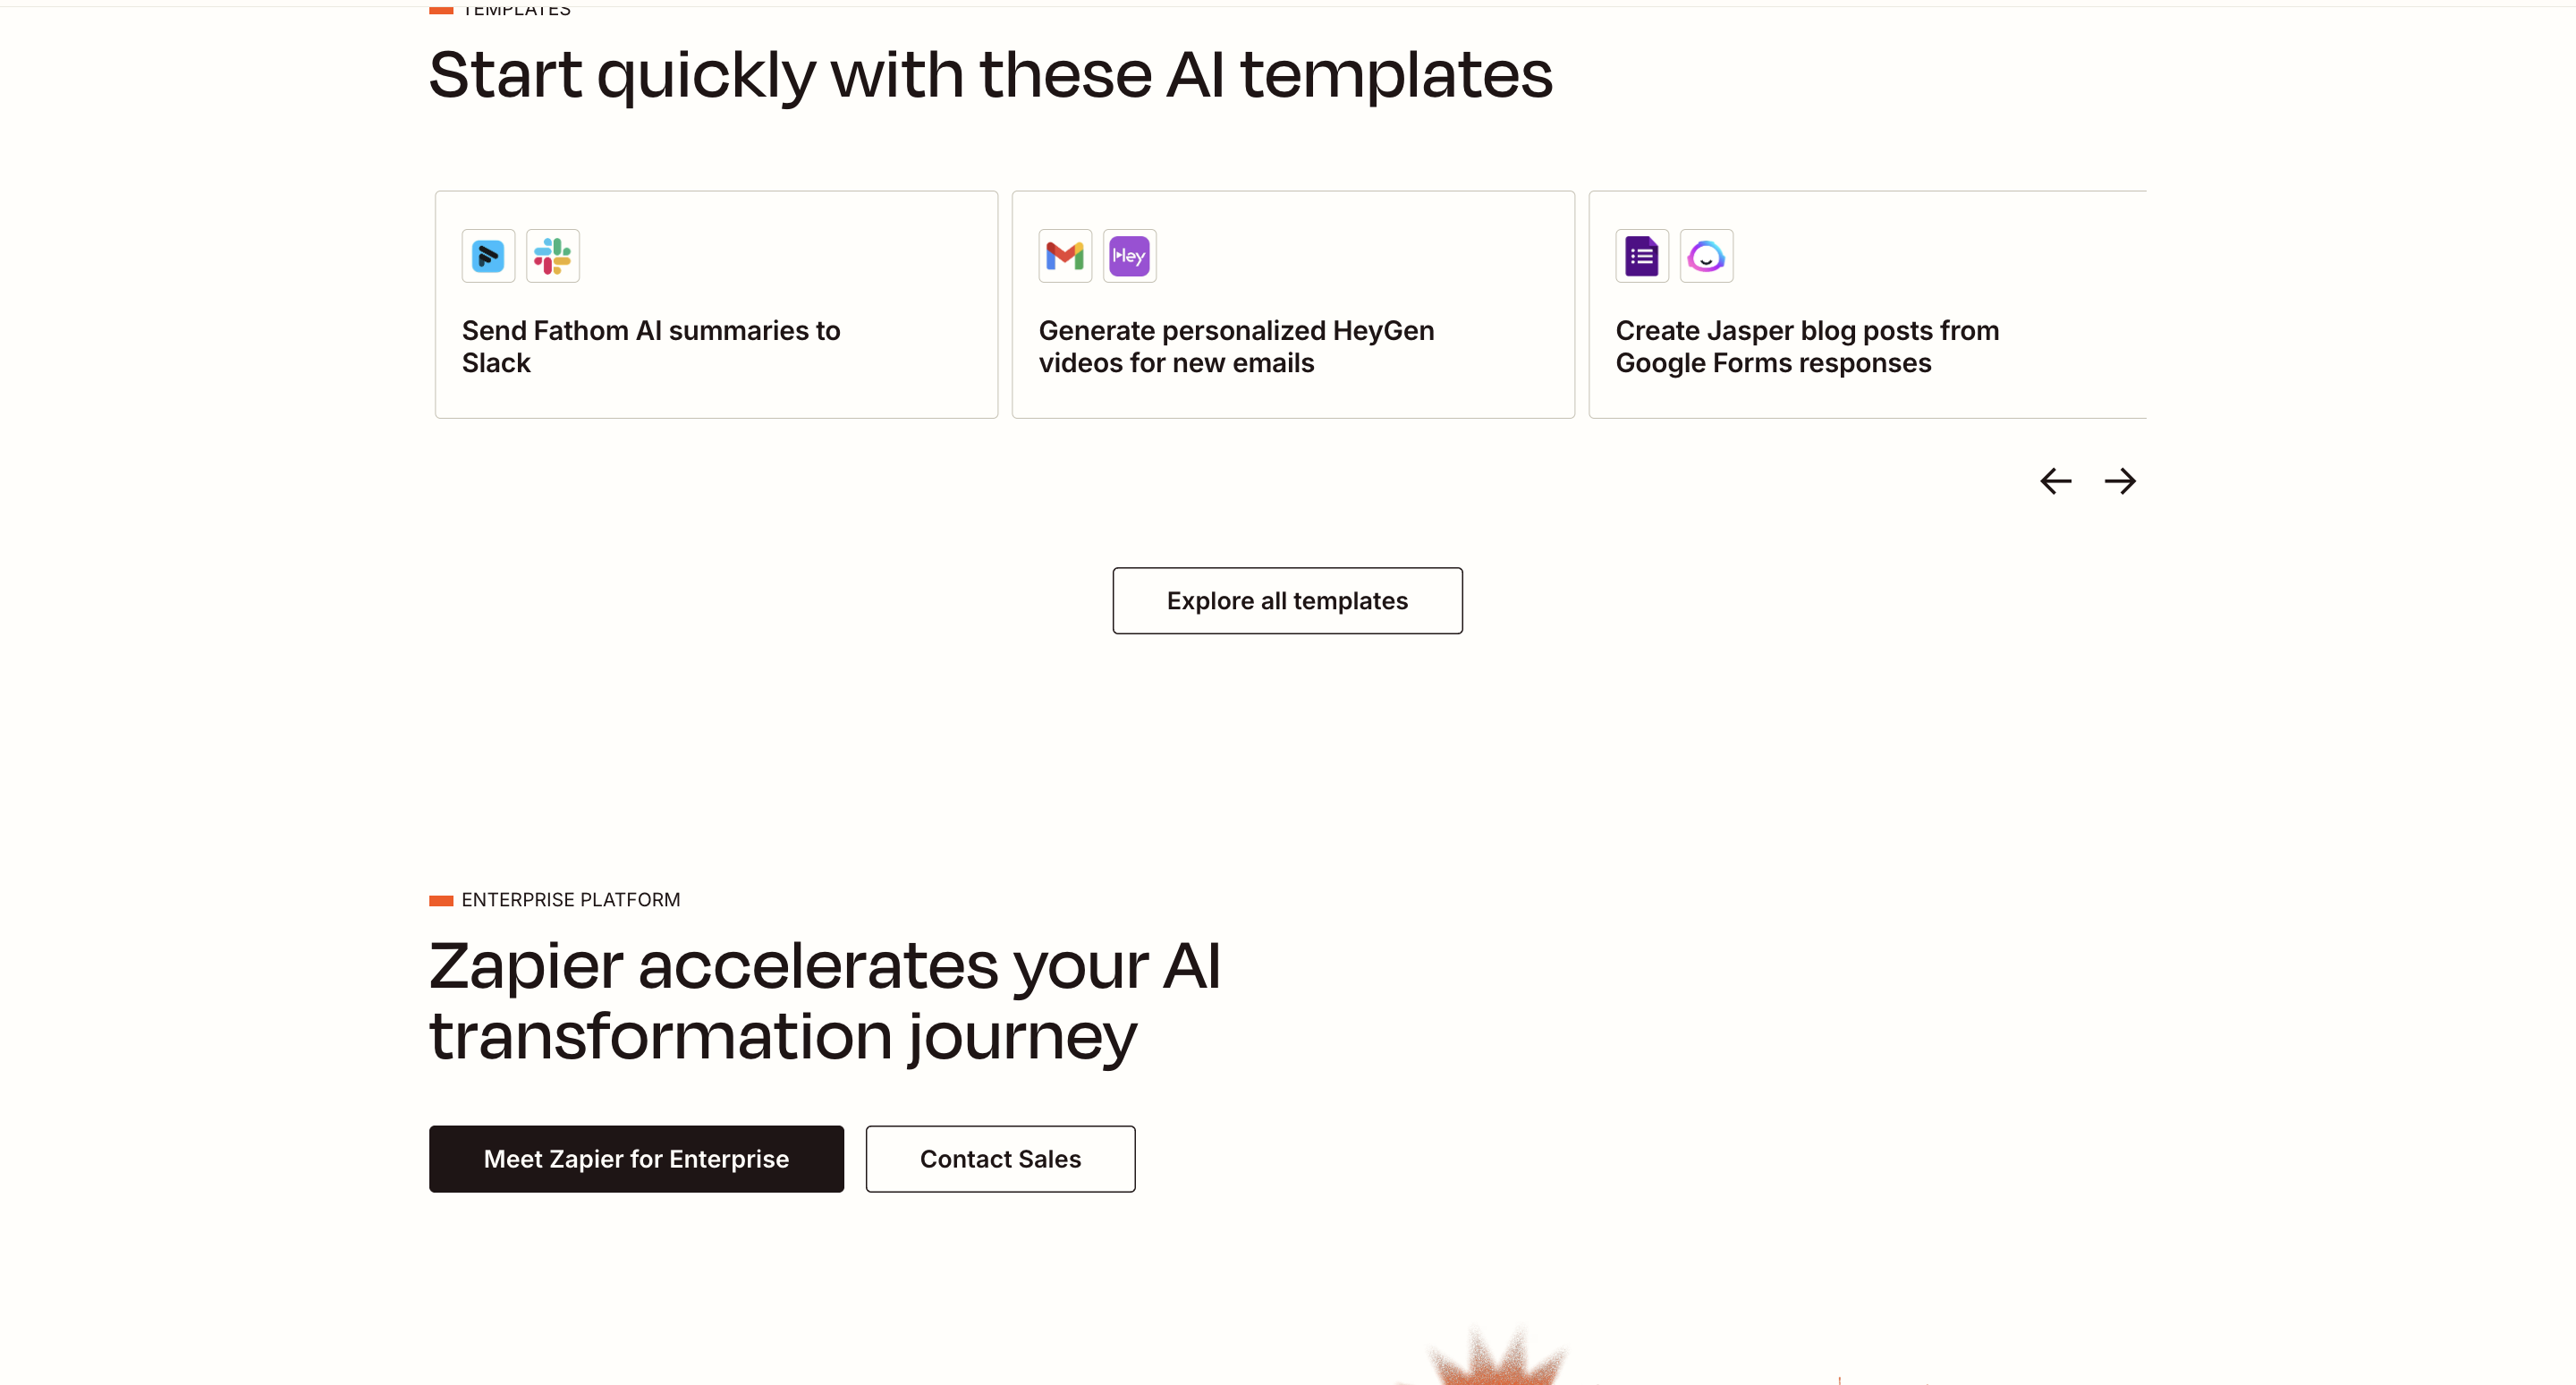 TEMPLATES
Start quickly with these AI templates
Hey
Send Fathom AI summaries to
Slack
Generate personalized HeyGen
videos for new emails
Create Jasper blog posts from
Google Forms responses
Explore all templates
ENTERPRISE PLATFORM
Zapier accelerates your AI
transformation journey
Meet Zapier for Enterprise
Contact Sales